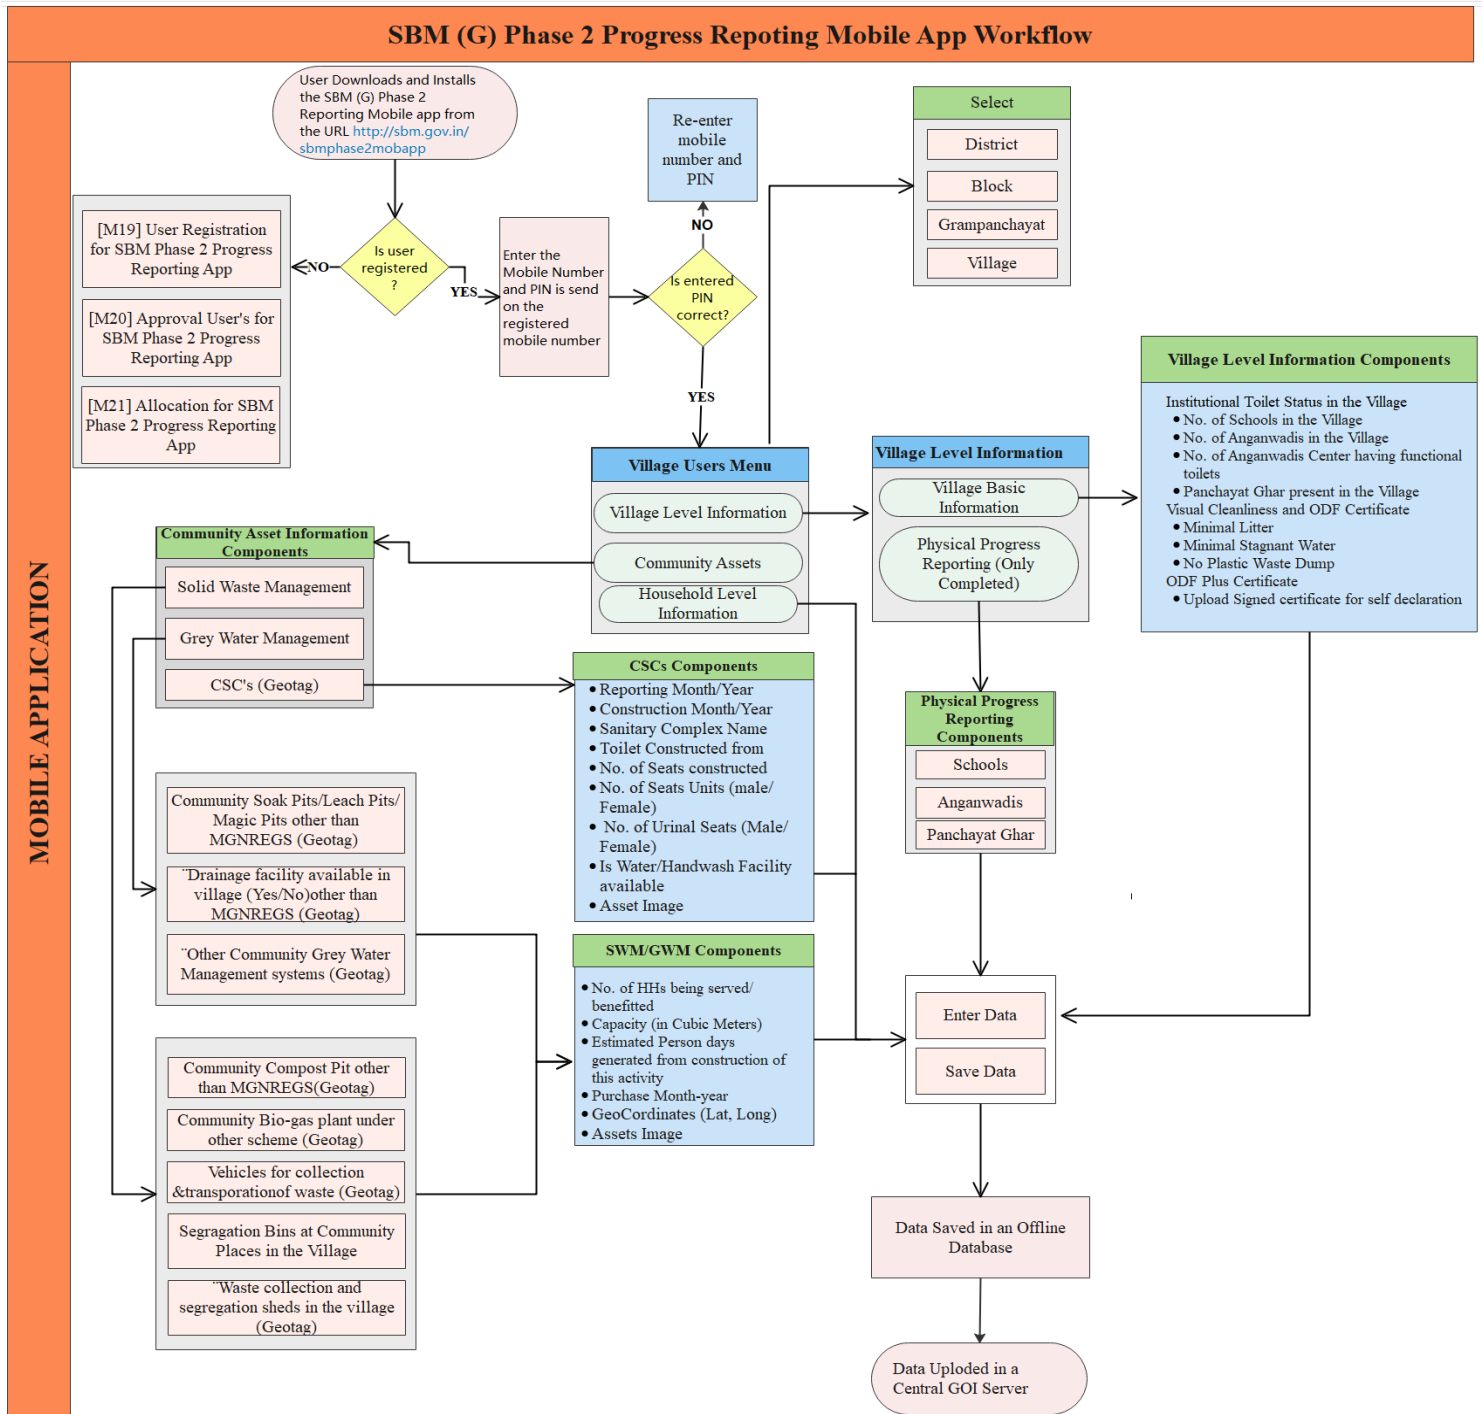 SBM (G) Phase 2 Progress Repoting Mobile App Workflow
MOBILE APPLICATION
User Downloads and Installs
the SBM (G) Phase 2
Reporting Mobile app from
the URL http://sbm.gov.in/
sbmphase2mobapp
Is user
registered
?
NO
YES
[M19] User Registration
for SBM Phase 2 Progress
Reporting App
[M20] Approval User's for
SBM Phase 2 Progress
Reporting App
[M21] Allocation for SBM
Phase 2 Progress Reporting
App
Enter the
Mobile Number
and PIN is send
on the
registered
mobile number
Is entered
PIN
correct?
NO
Re-enter
mobile
number and
PIN
YES
Select
District
Block
Grampanchayat
Village
Village Users Menu
Village Level Information
Community Assets
Household Level
Information
Village Level Information
Village Basic
Information
Physical Progress
Reporting (Only
Completed)
Village Level Information Components
Institutional Toilet Status in the Village
• No. of Schools in the Village
• No. of Anganwadis in the Village
• No. of Anganwadis Center having functional
toilets
• Panchayat Ghar present in the Village
Visual Cleanliness and ODF Certificate
• Minimal Litter
• Minimal Stagnant Water
• No Plastic Waste Dump
ODF Plus Certificate
• Upload Signed certificate for self declaration
Community Asset Information
Components
Solid Waste Management
Grey Water Management
CSC's (Geotag)
CSCs Components
• Reporting Month/Year
• Construction Month/Year
• Sanitary Complex Name
• Toilet Constructed from
• No. of Seats constructed
• No. of Seats Units (male/
Female)
• No. of Urinal Seats (Male/
Female)
• Is Water/Handwash Facility
available
• Asset Image
Physical Progress
Reporting
Components
Schools
Anganwadis
Panchayat Ghar
Community Soak Pits/Leach Pits/
Magic Pits other than
MGNREGS (Geotag)
¨Drainage facility available in
village (Yes/No)other than
MGNREGS (Geotag)
¨Other Community Grey Water
Management systems (Geotag)
SWM/GWM Components
• No. of HHs being served/
benefitted
• Capacity (in Cubic Meters)
• Estimated Person days
generated from construction of
this activity
• Purchase Month-year
• GeoCordinates (Lat, Long)
• Assets Image
Community Compost Pit other
than MGNREGS(Geotag)
Community Bio-gas plant under
other scheme (Geotag)
Vehicles for collection
&transporationof waste (Geotag)
Segragation Bins at Community
Places in the Village
¨Waste collection and
segregation sheds in the village
(Geotag)
Enter Data
Save Data
Data Saved in an Offline
Database
Data Uploded in a
Central GOI Server